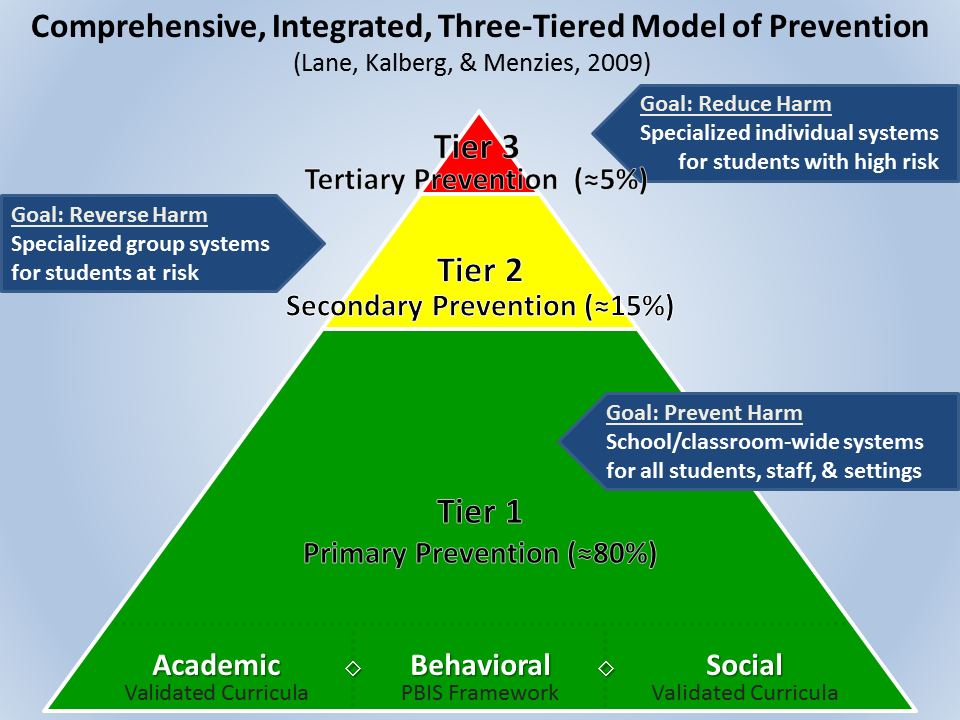 Comprehensive, Integrated, Three-Tiered Model of Prevention
(Lane, Kalberg, & Menzies, 2009)
Goal: Reduce Harm
Specialized individual systems
for students with high risk
Tier 3
Tertiary Prevention (≈5%)
Goal: Reverse Harm
Specialized group systems
for students at risk
Tier 2
Secondary Prevention (≈15%)
Goal: Prevent Harm
School/classroom-wide systems
for all students, staff, & settings
Tier 1
Primary Prevention (≈80%)
Academic ◇ Behavioral ◇ Social
Validated Curricula PBIS Framework Validated Curricula